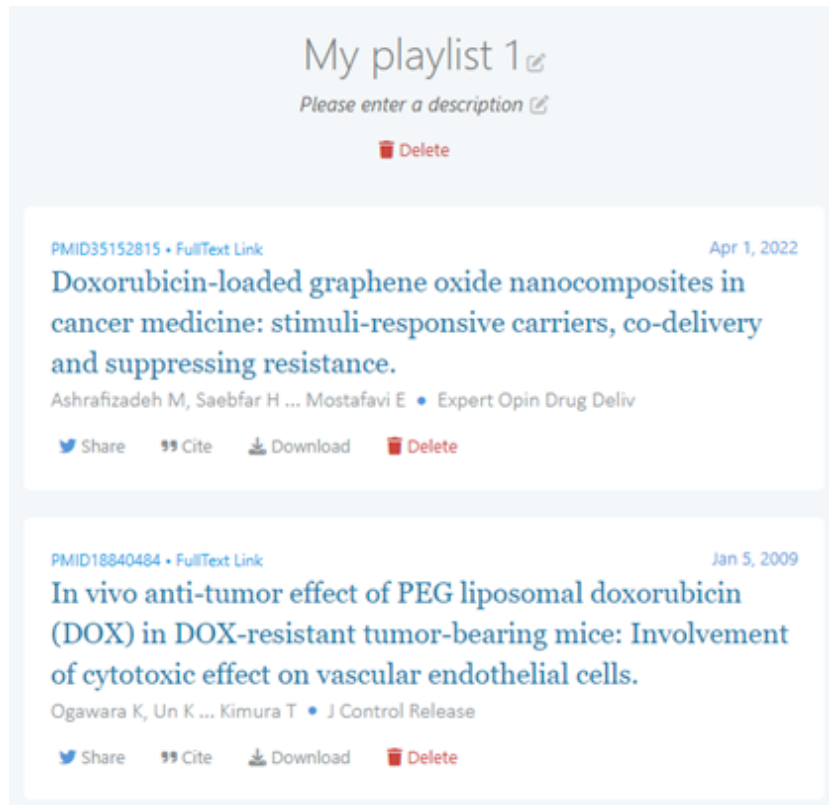 My playlist 1
Please enter a description
Delete
PMID35152815 • FullText Link
Apr 1, 2022
Doxorubicin-loaded graphene oxide nanocomposites in
cancer medicine: stimuli-responsive carriers, co-delivery
and suppressing resistance.
Ashrafizadeh M, Saebfar H ... Mostafavi E • Expert Opin Drug Deliv
Share Cite Download Delete
PMID18840484 • FullText Link
Jan 5, 2009
In vivo anti-tumor effect of PEG liposomal doxorubicin
(DOX) in DOX-resistant tumor-bearing mice: Involvement
of cytotoxic effect on vascular endothelial cells.
Ogawara K, Un K ... Kimura T • J Control Release
Share Cite Download Delete